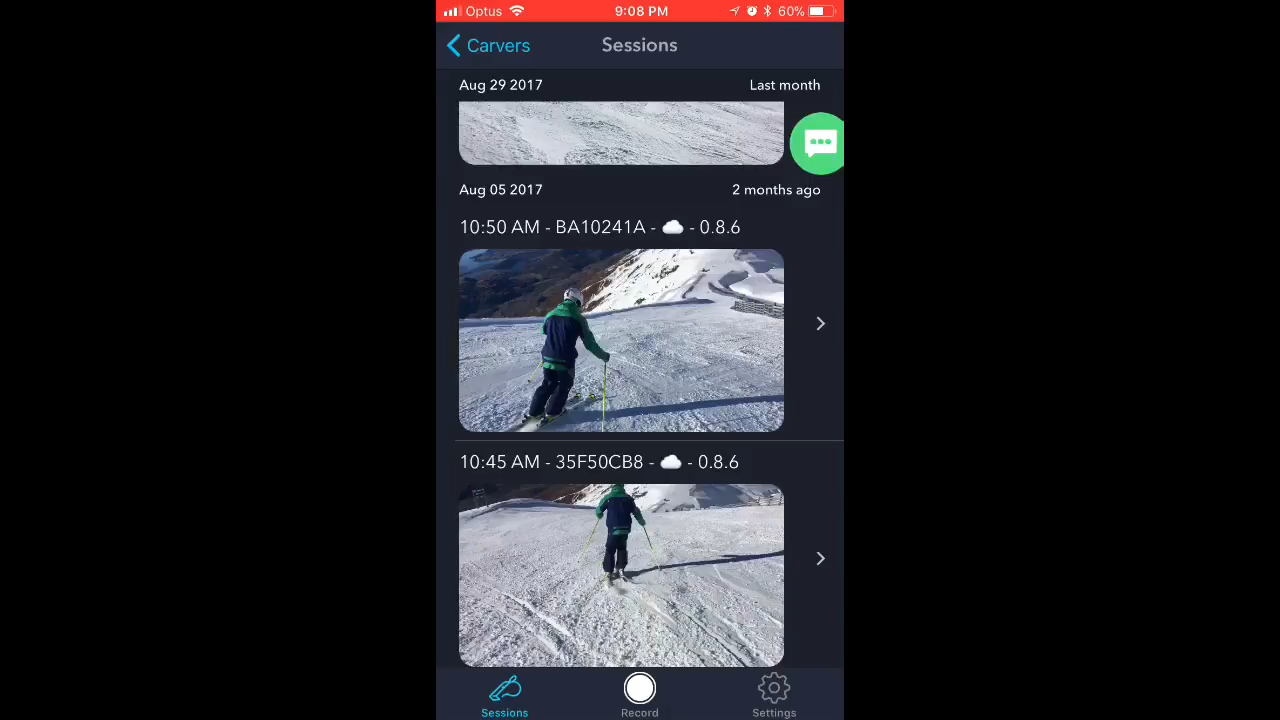 Optus 9:08 PM 60%
Carvers Sessions
Aug 29 2017 Last month
Aug 05 2017 2 months ago
10:50 AM - BA10241A - ☁️ - 0.8.6
10:45 AM - 35F50CB8 - ☁️ - 0.8.6
Sessions Record Settings